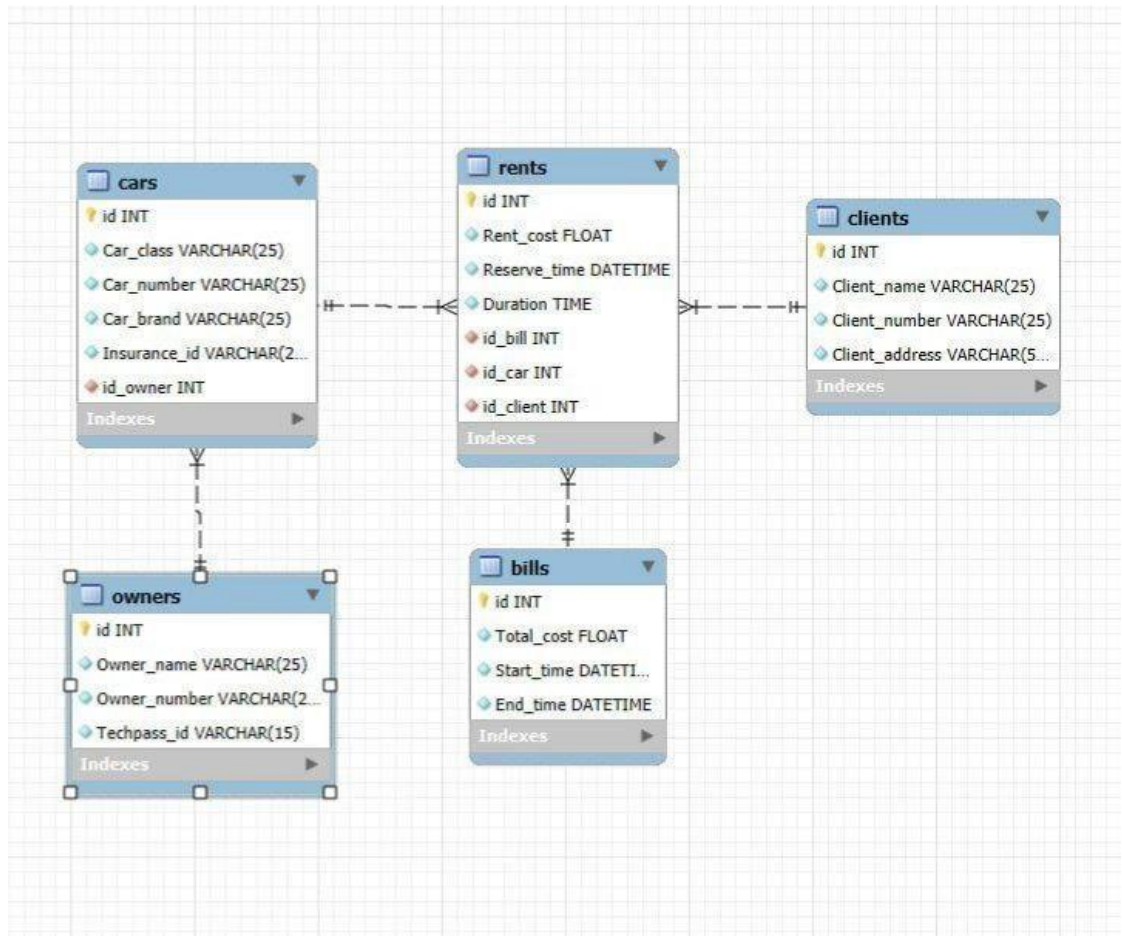 cars
id INT
Car_class VARCHAR(25)
Car_number VARCHAR(25)
Car_brand VARCHAR(25)
Insurance_id VARCHAR(2...
id_owner INT
Indexes
rents
id INT
Rent_cost FLOAT
Reserve_time DATETIME
Duration TIME
id_bill INT
id_car INT
id_client INT
Indexes
clients
id INT
Client_name VARCHAR(25)
Client_number VARCHAR(25)
Client_address VARCHAR(5...
Indexes
owners
id INT
Owner_name VARCHAR(25)
Owner_number VARCHAR(2...
Techpass_id VARCHAR(15)
Indexes
bills
id INT
Total_cost FLOAT
Start_time DATETI...
End_time DATETIME
Indexes